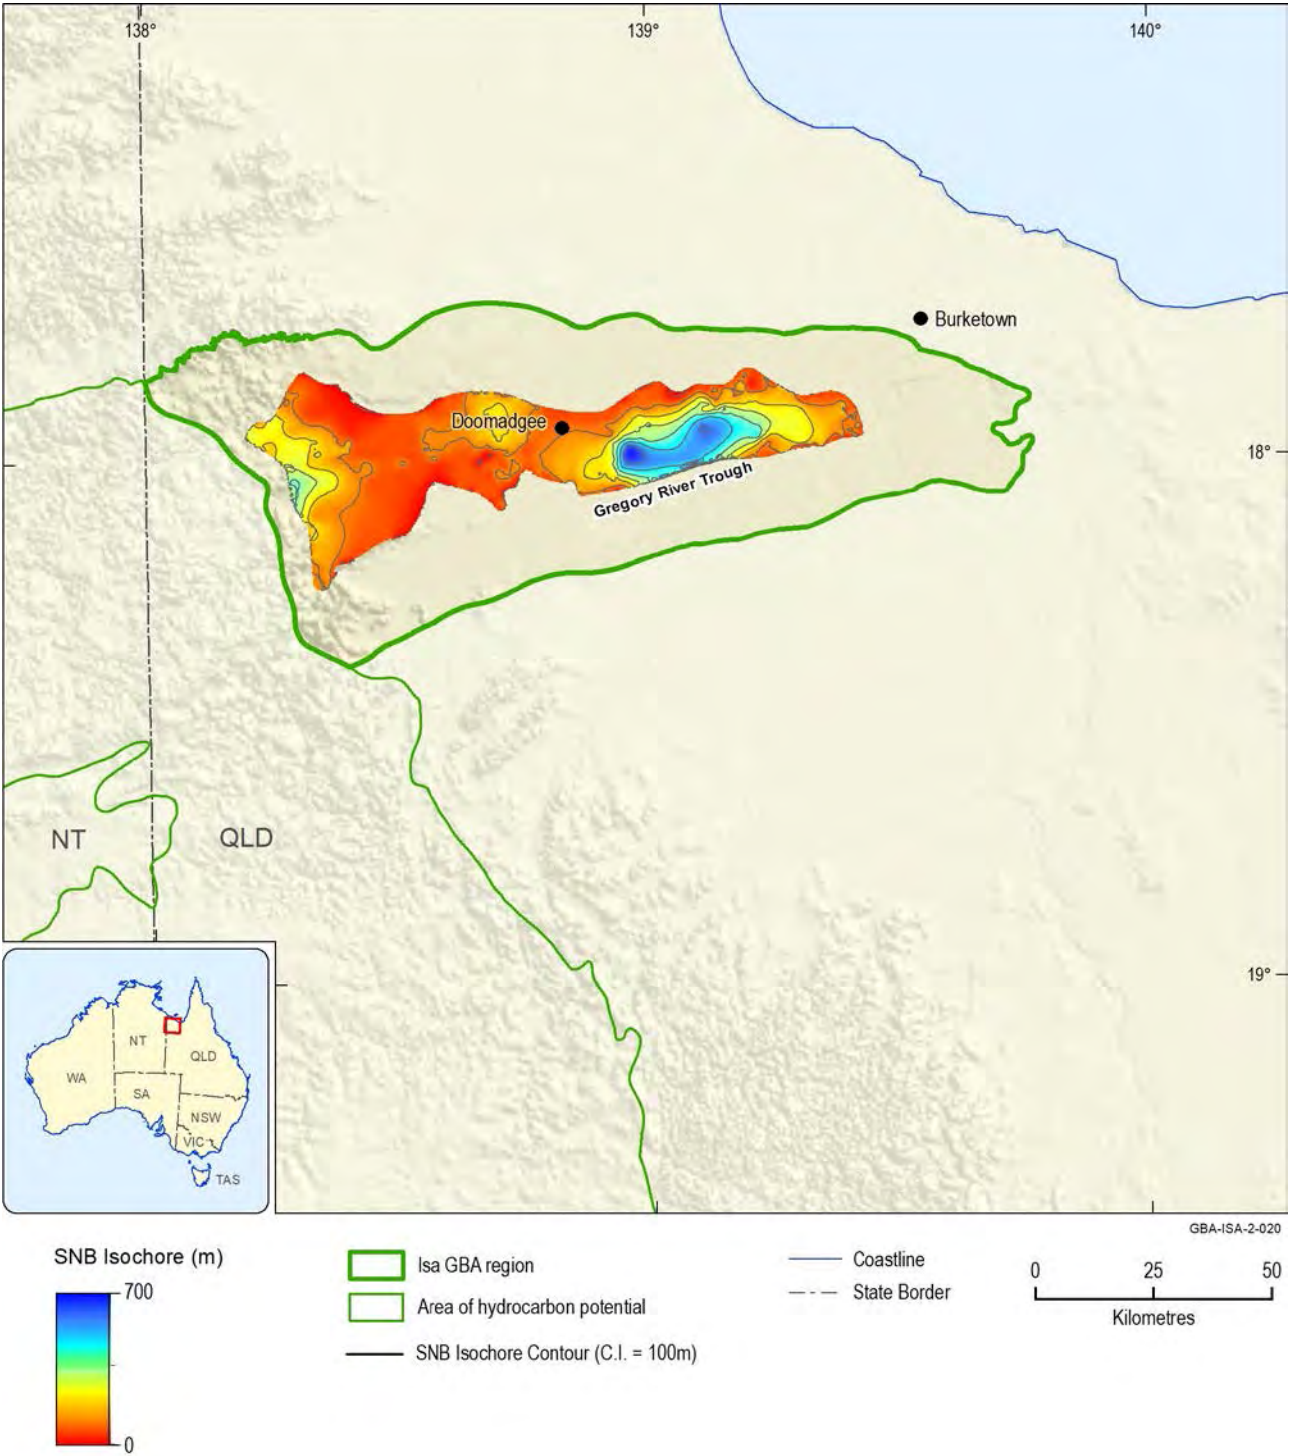 138°
139°
140°
Burketown
Doomadgee
18°
Gregory River Trough
NT
QLD
19°
NT
QLD
WA
SA
NSW
VIC
TAS
GBA-ISA-2-020
SNB Isochore (m)
700
0
Isa GBA region
Area of hydrocarbon potential
SNB Isochore Contour (C.I. = 100m)
Coastline
State Border
0 25 50
Kilometres